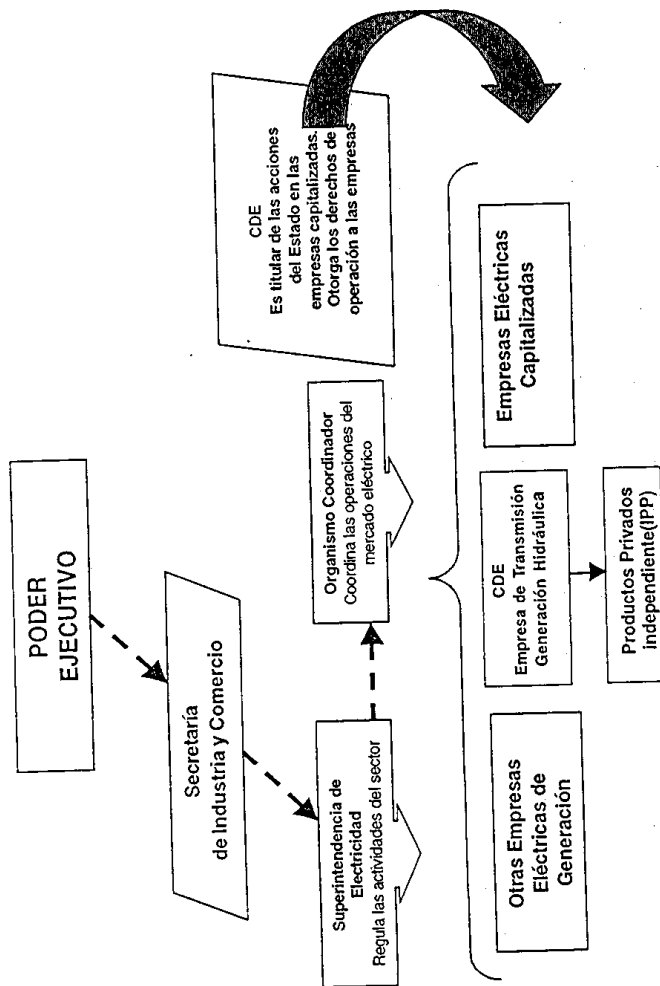 PODER
EJECUTIVO
Secretaría
de Industria y Comercio
Superintendencia de
Electricidad
Regula las actividades del sector
Organismo Coordinador
Coordina las operaciones del
mercado eléctrico
CDE
Es titular de las acciones
del Estado en las
empresas capitalizadas.
Otorga los derechos de
operación a las empresas
Otras Empresas
Eléctricas de
Generación
CDE
Empresa de Transmisión
Generación Hidráulica
Productos Privados
independiente(IPP)
Empresas Eléctricas
Capitalizadas